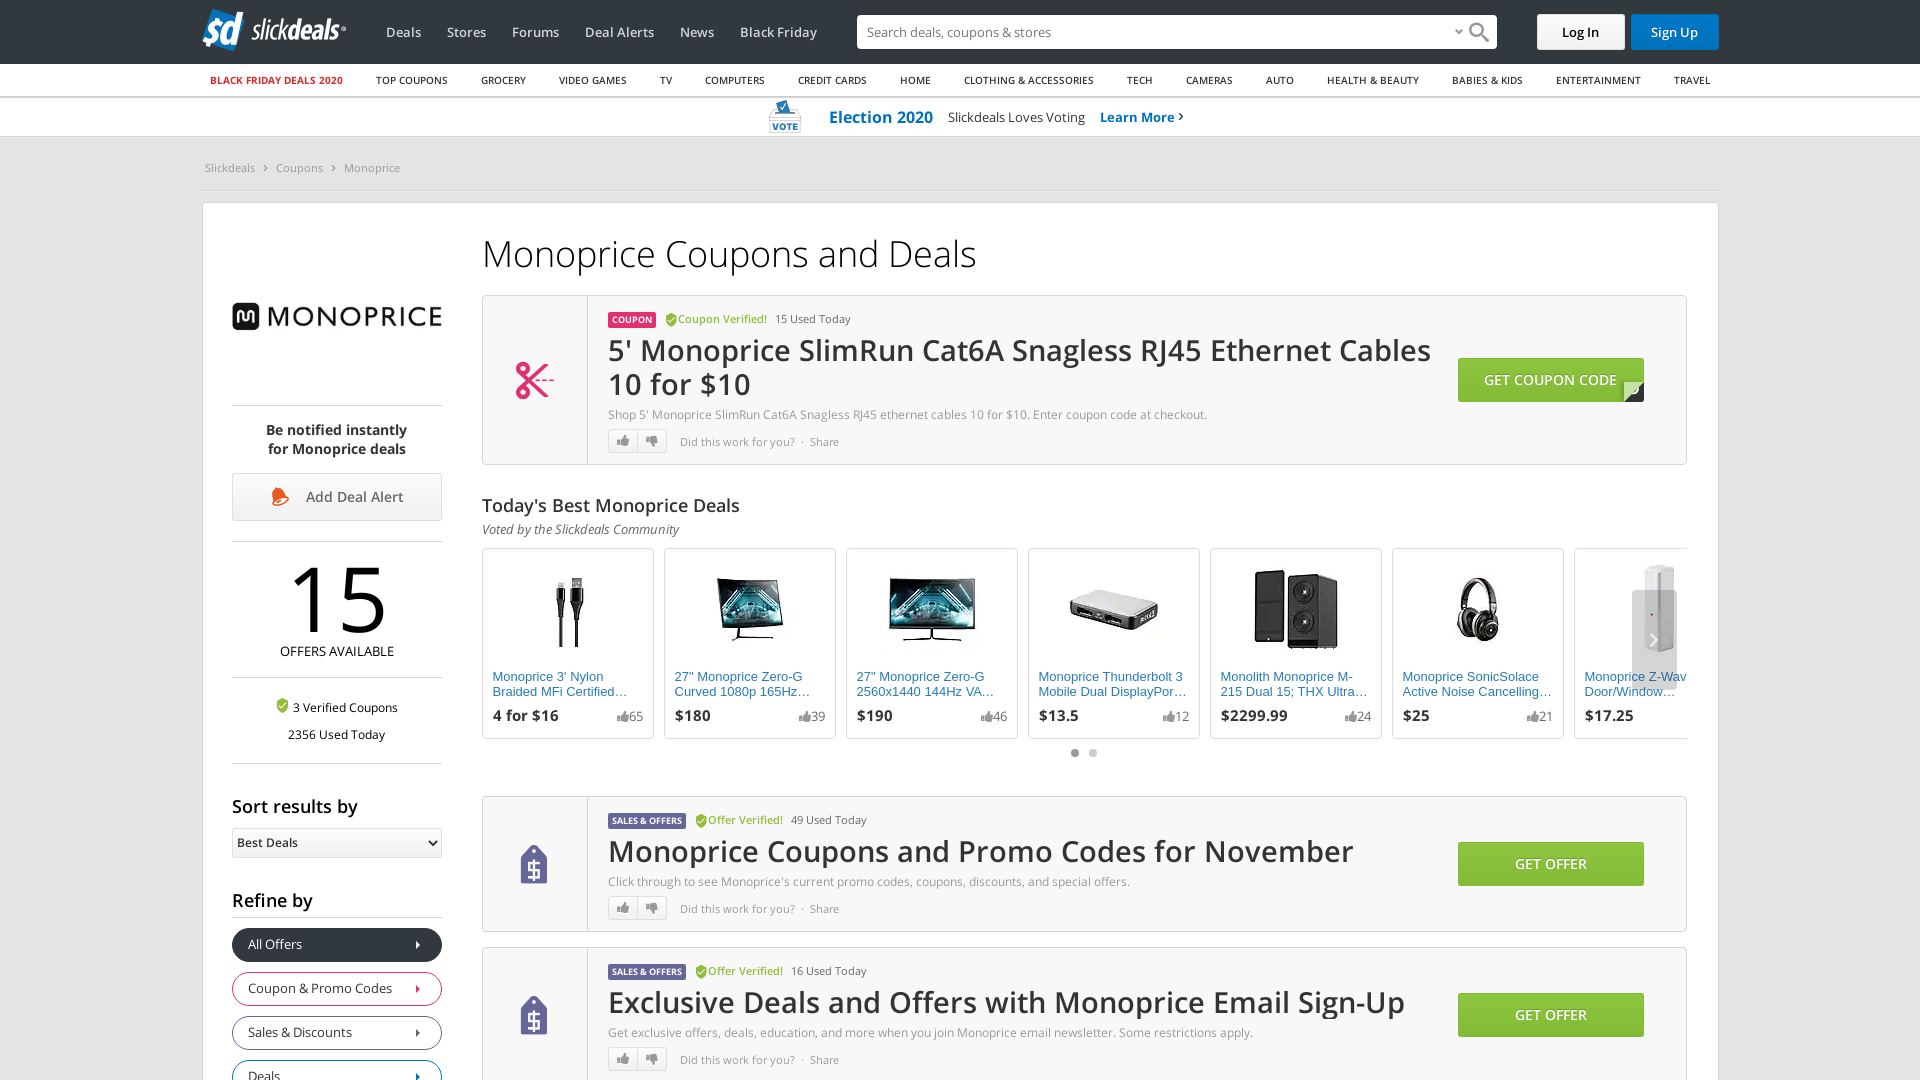 sd slickdeals
Deals
Stores
Forums
Deal Alerts
News
Black Friday
Search deals, coupons & stores
Log In
Sign Up
BLACK FRIDAY DEALS 2020
TOP COUPONS
GROCERY
VIDEO GAMES
TV
COMPUTERS
CREDIT CARDS
HOME
CLOTHING & ACCESSORIES
TECH
CAMERAS
AUTO
HEALTH & BEAUTY
BABIES & KIDS
ENTERTAINMENT
TRAVEL
VOTE
Election 2020 Slickdeals Loves Voting Learn More
Slickdeals > Coupons > Monoprice
MONOPRICE
Be notified instantly
for Monoprice deals
Add Deal Alert
15
OFFERS AVAILABLE
3 Verified Coupons
2356 Used Today
Sort results by
Best Deals
Refine by
All Offers
Coupon & Promo Codes
Sales & Discounts
Deals
Monoprice Coupons and Deals
COUPON Coupon Verified! 15 Used Today
5' Monoprice SlimRun Cat6A Snagless RJ45 Ethernet Cables
10 for $10
Shop 5' Monoprice SlimRun Cat6A Snagless RJ45 ethernet cables 10 for $10. Enter coupon code at checkout.
Did this work for you? · Share
GET COUPON CODE
Today's Best Monoprice Deals
Voted by the Slickdeals Community
Monoprice 3' Nylon
Braided MFi Certified…
4 for $16 65
27" Monoprice Zero-G
Curved 1080p 165Hz…
$180 39
27" Monoprice Zero-G
2560x1440 144Hz VA…
$190 46
Monoprice Thunderbolt 3
Mobile Dual DisplayPor…
$13.5 12
Monolith Monoprice M-
215 Dual 15; THX Ultra…
$2299.99 24
Monoprice SonicSolace
Active Noise Cancelling…
$25 21
Monoprice Z-Wav
Door/Window…
$17.25
SALES & OFFERS Offer Verified! 49 Used Today
Monoprice Coupons and Promo Codes for November
Click through to see Monoprice's current promo codes, coupons, discounts, and special offers.
Did this work for you? · Share
GET OFFER
SALES & OFFERS Offer Verified! 16 Used Today
Exclusive Deals and Offers with Monoprice Email Sign-Up
Get exclusive offers, deals, education, and more when you join Monoprice email newsletter. Some restrictions apply.
Did this work for you? · Share
GET OFFER